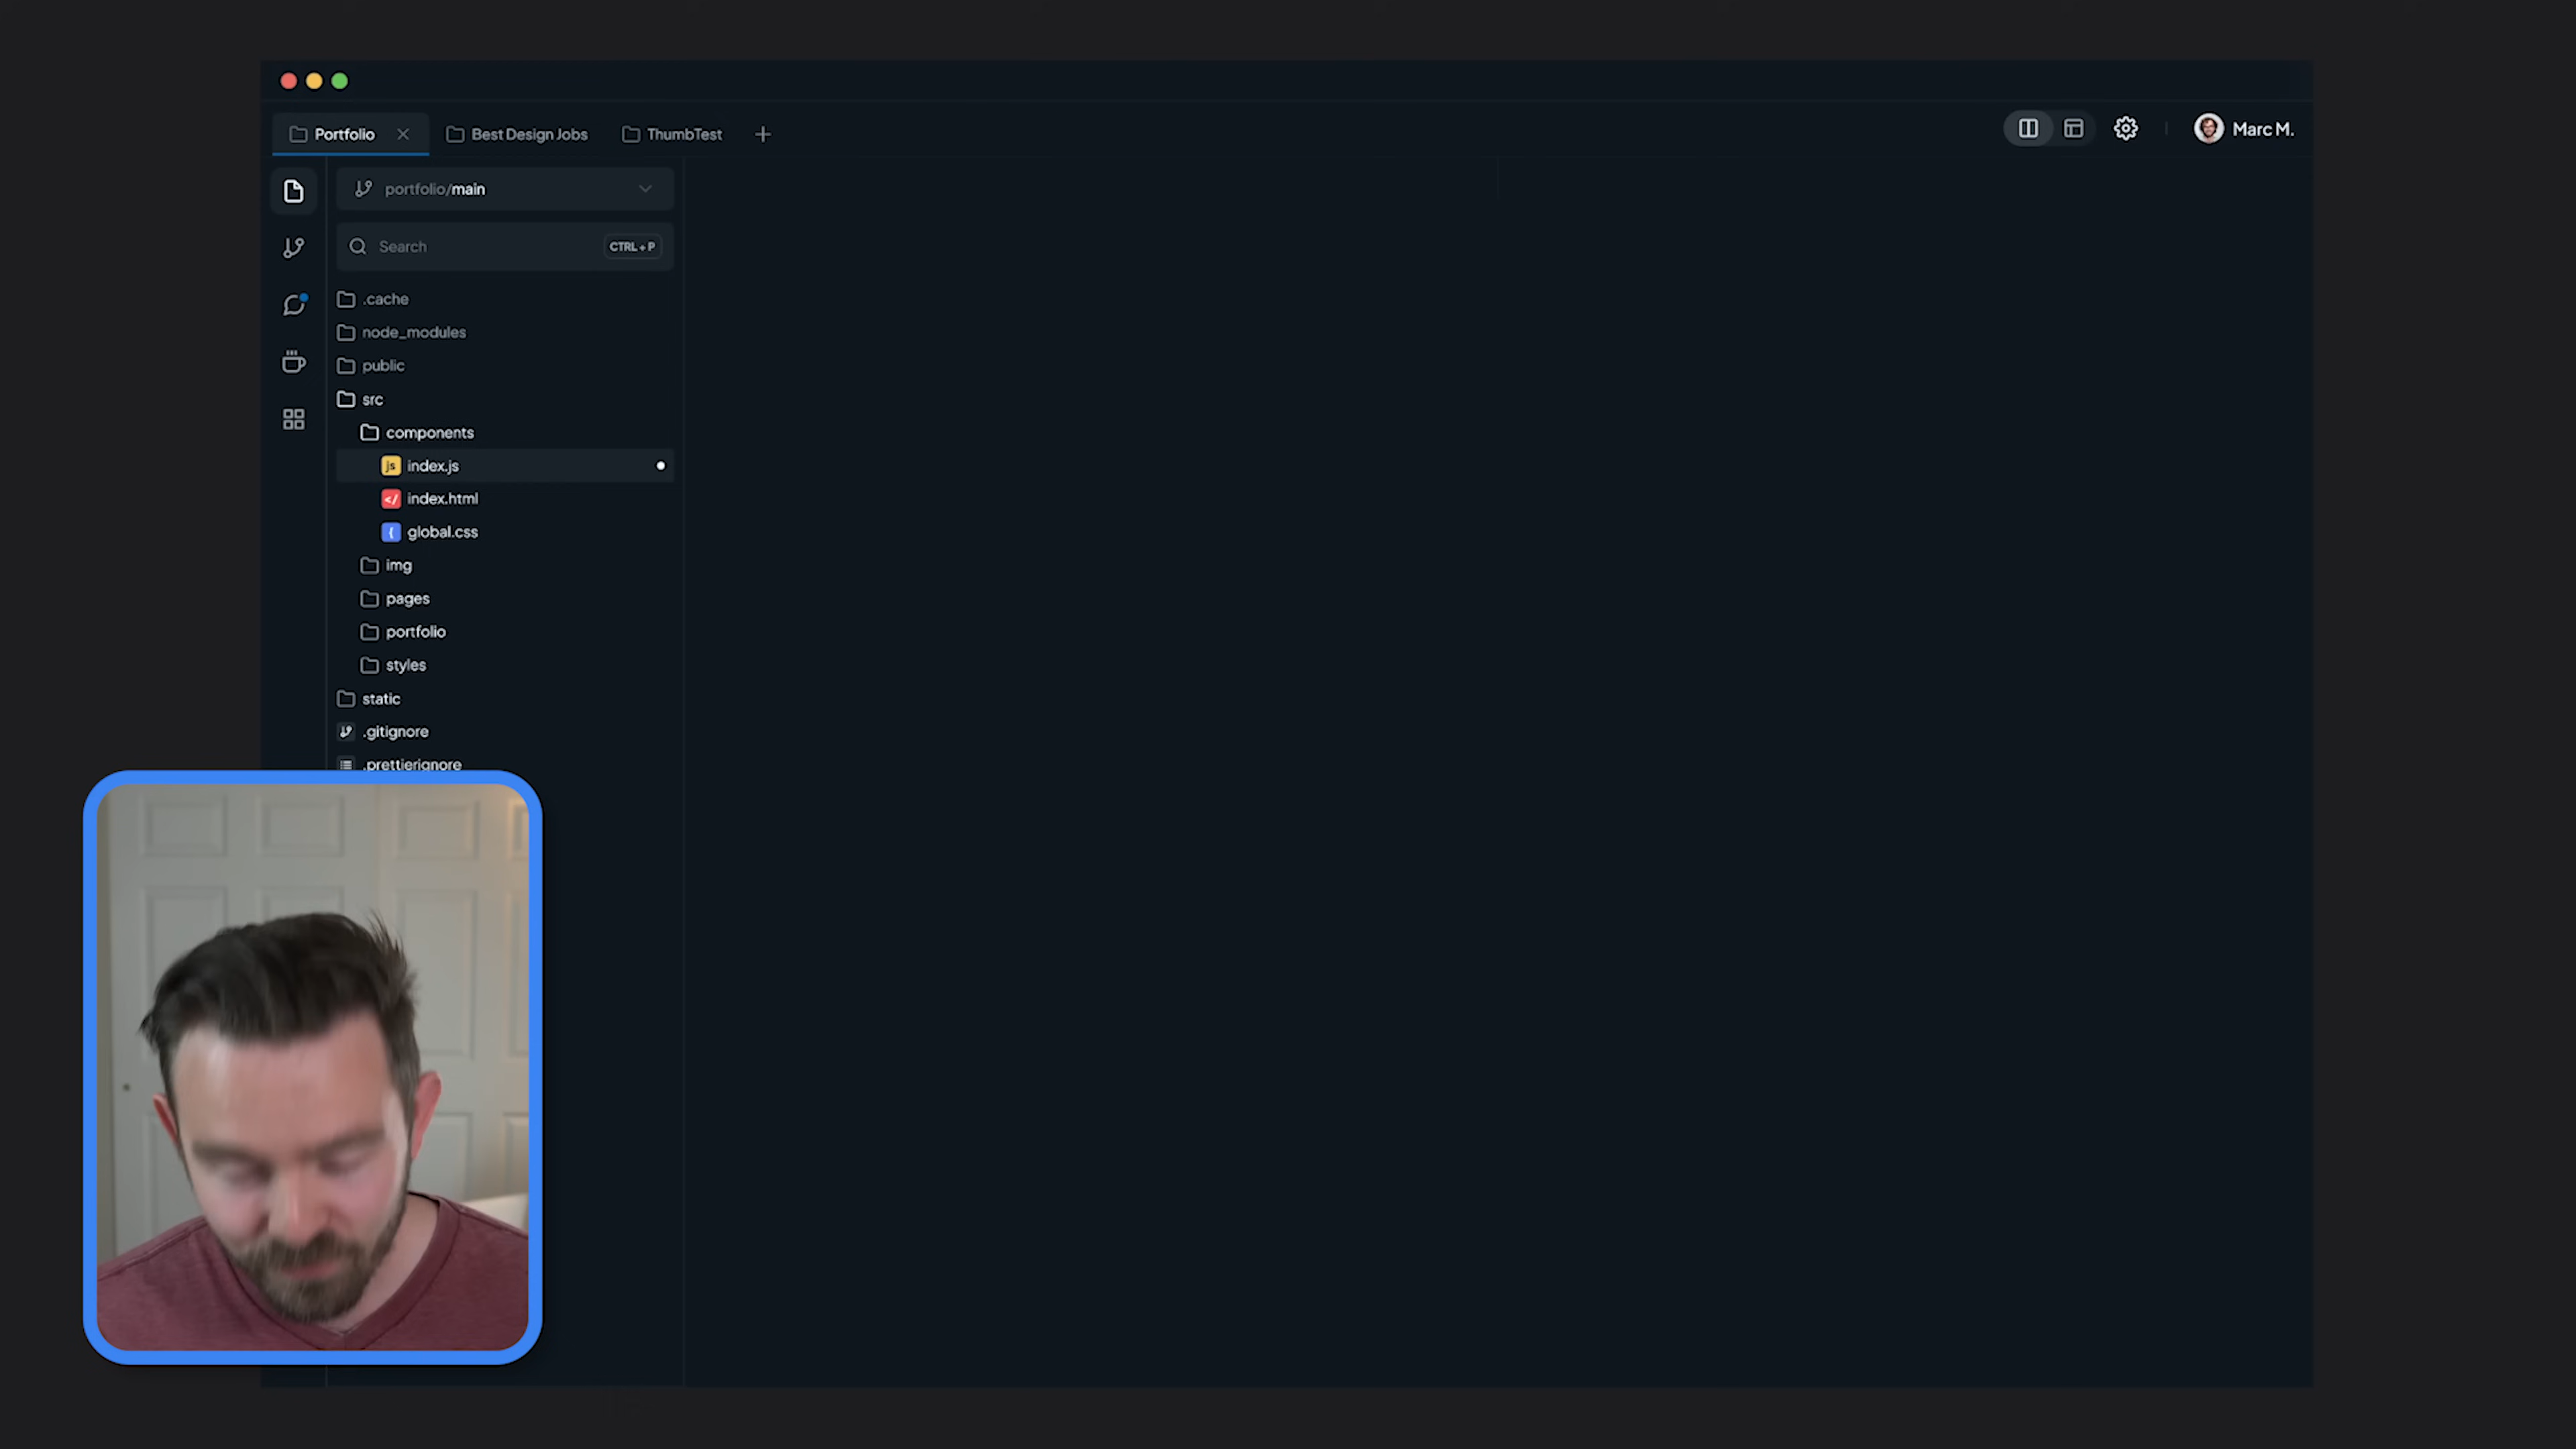 Portfolio
Best Design Jobs
ThumbTest
Marc M.
portfolio/main
Search
CTRL + P
.cache
node_modules
public
src
components
js index.js
</ index.html
{ global.css
img
pages
portfolio
styles
static
.gitignore
.prettierignore